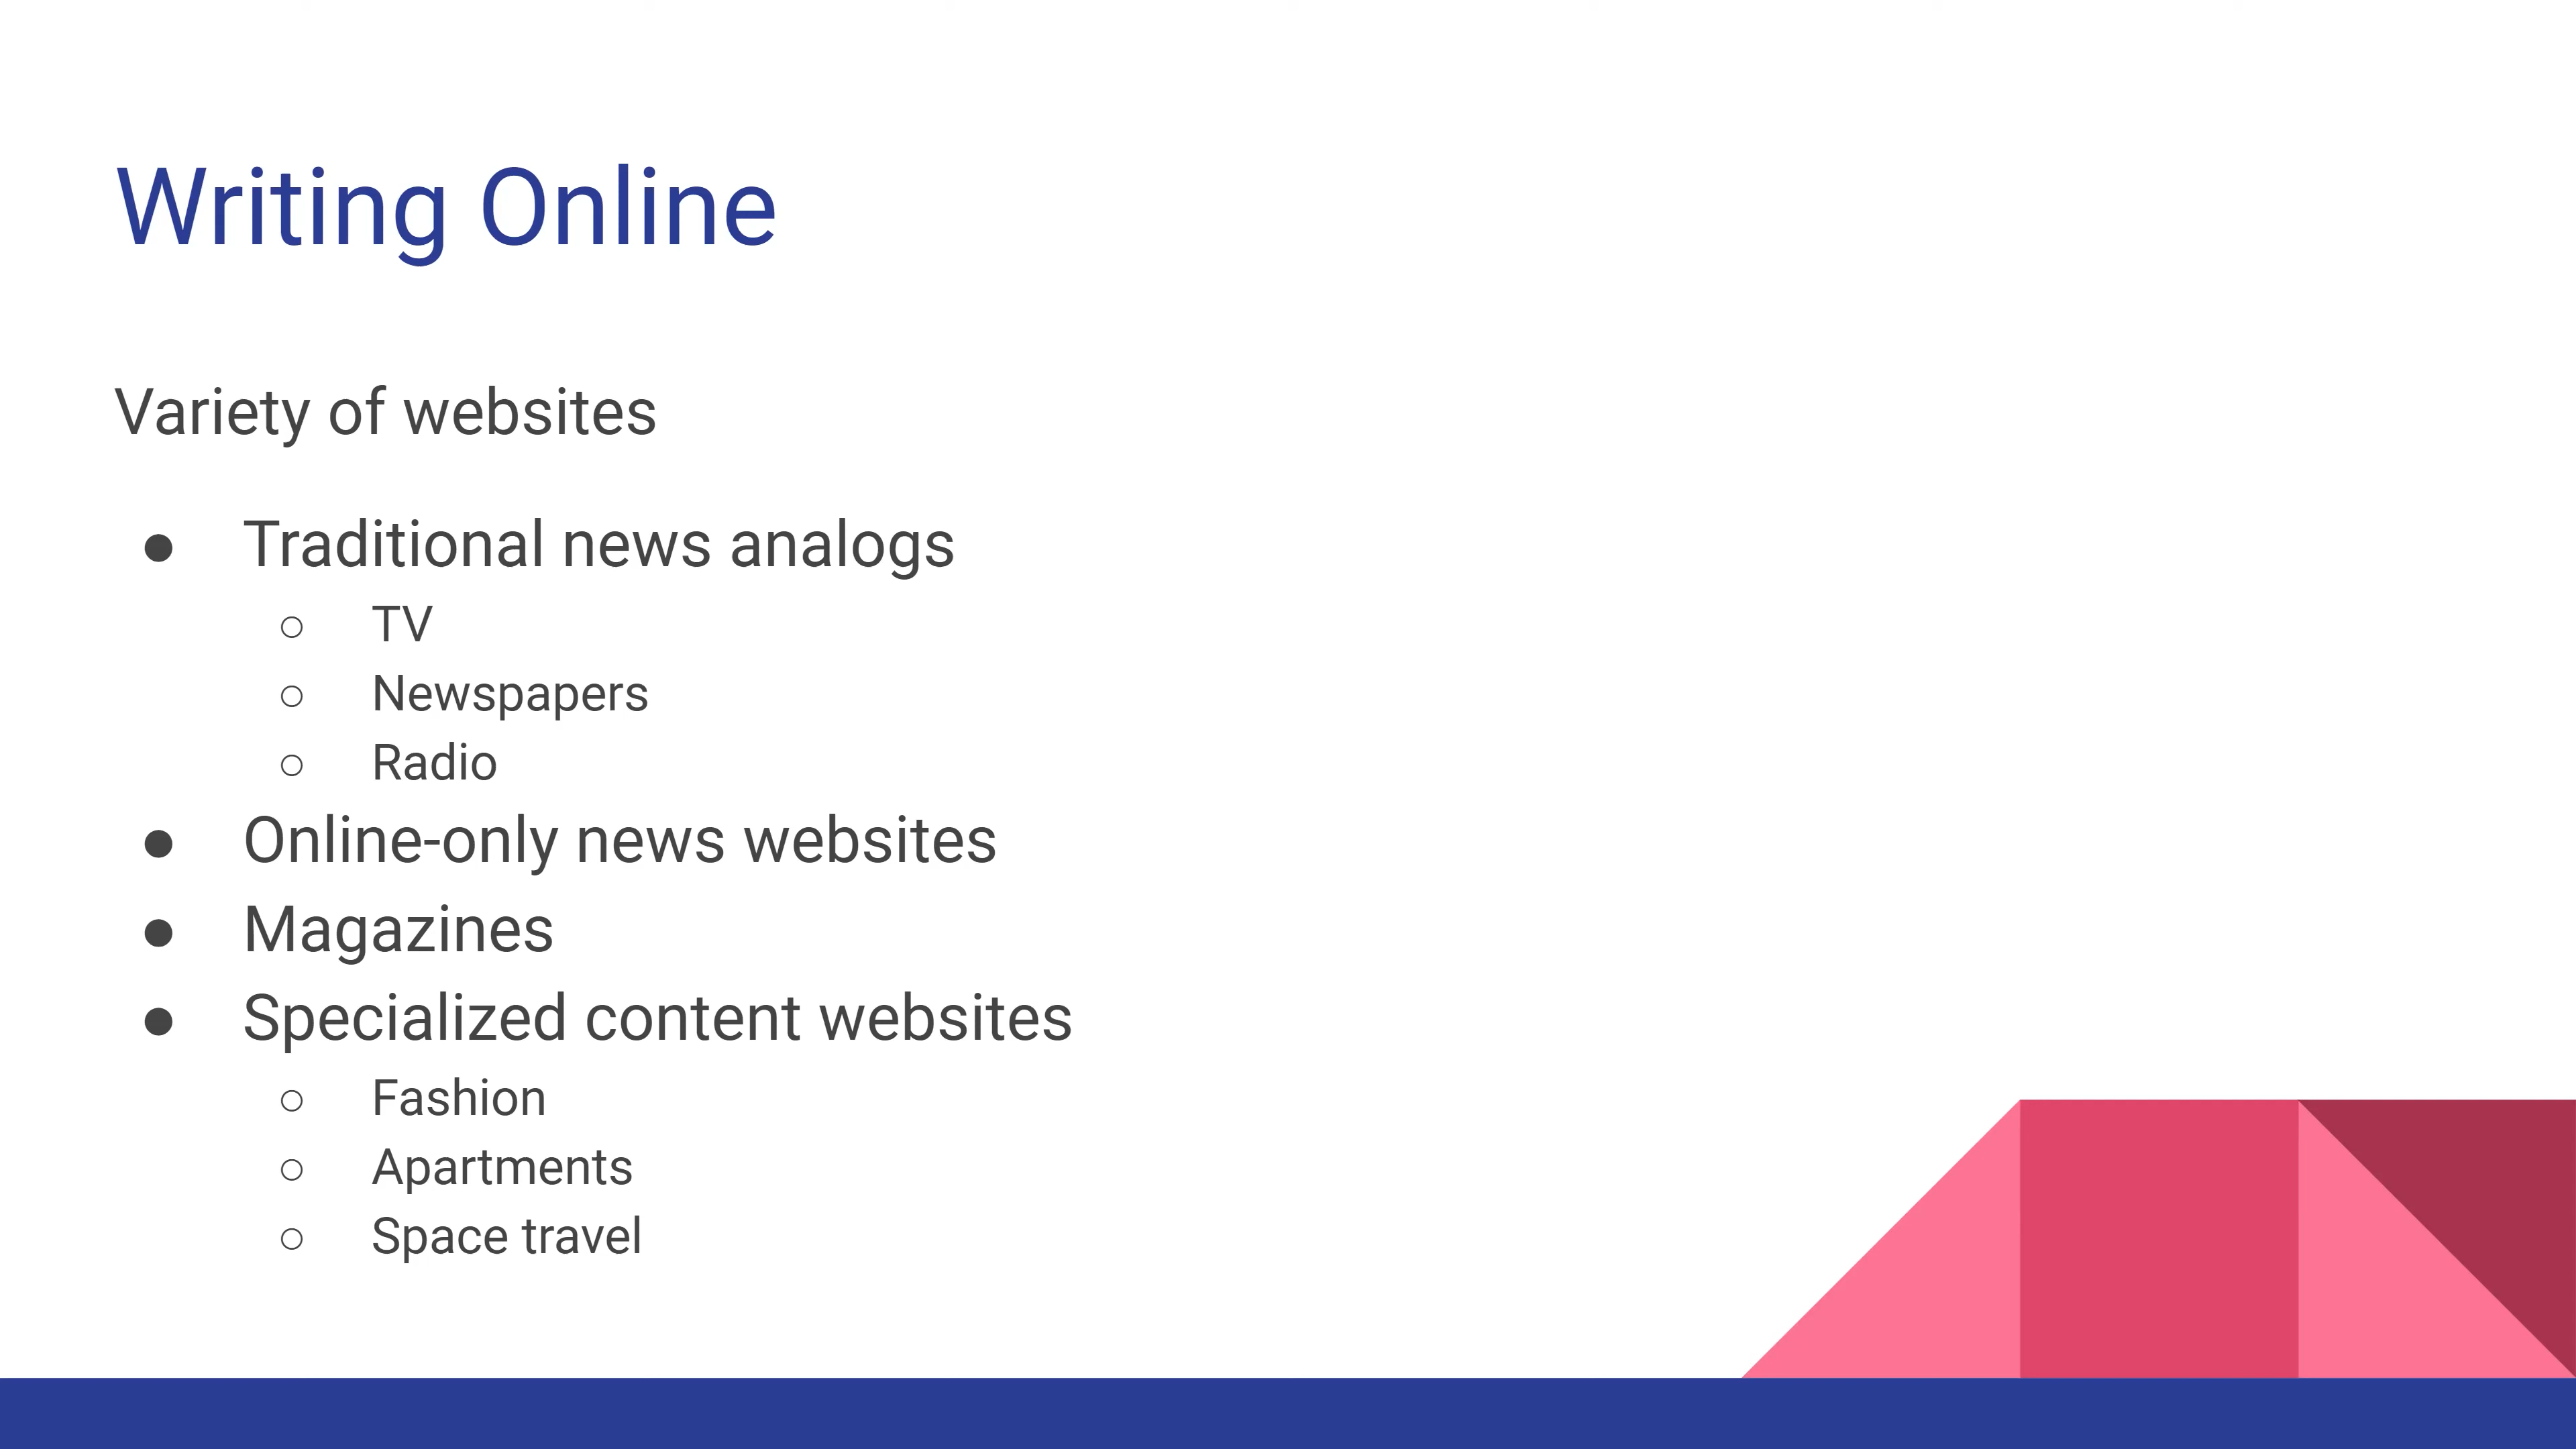 Writing Online
Variety of websites
● Traditional news analogs
○ TV
○ Newspapers
○ Radio
● Online-only news websites
● Magazines
● Specialized content websites
○ Fashion
○ Apartments
○ Space travel